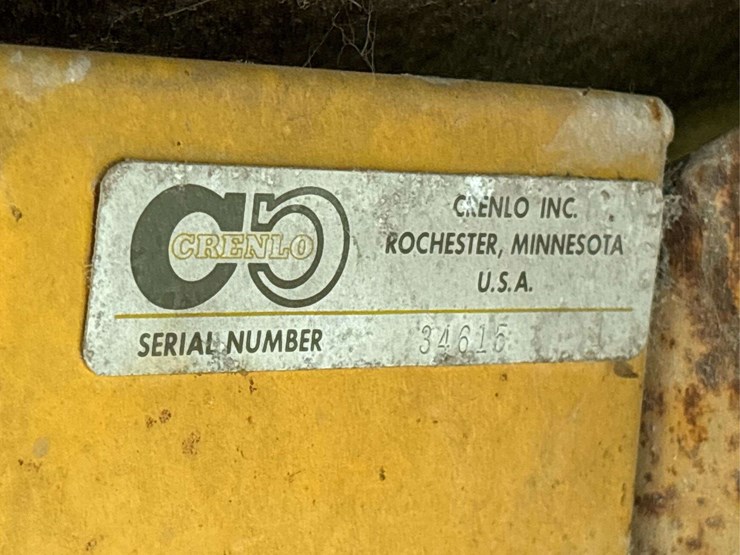 CRENLO
CRENLO INC.
ROCHESTER, MINNESOTA
U.S.A.
SERIAL NUMBER 34615